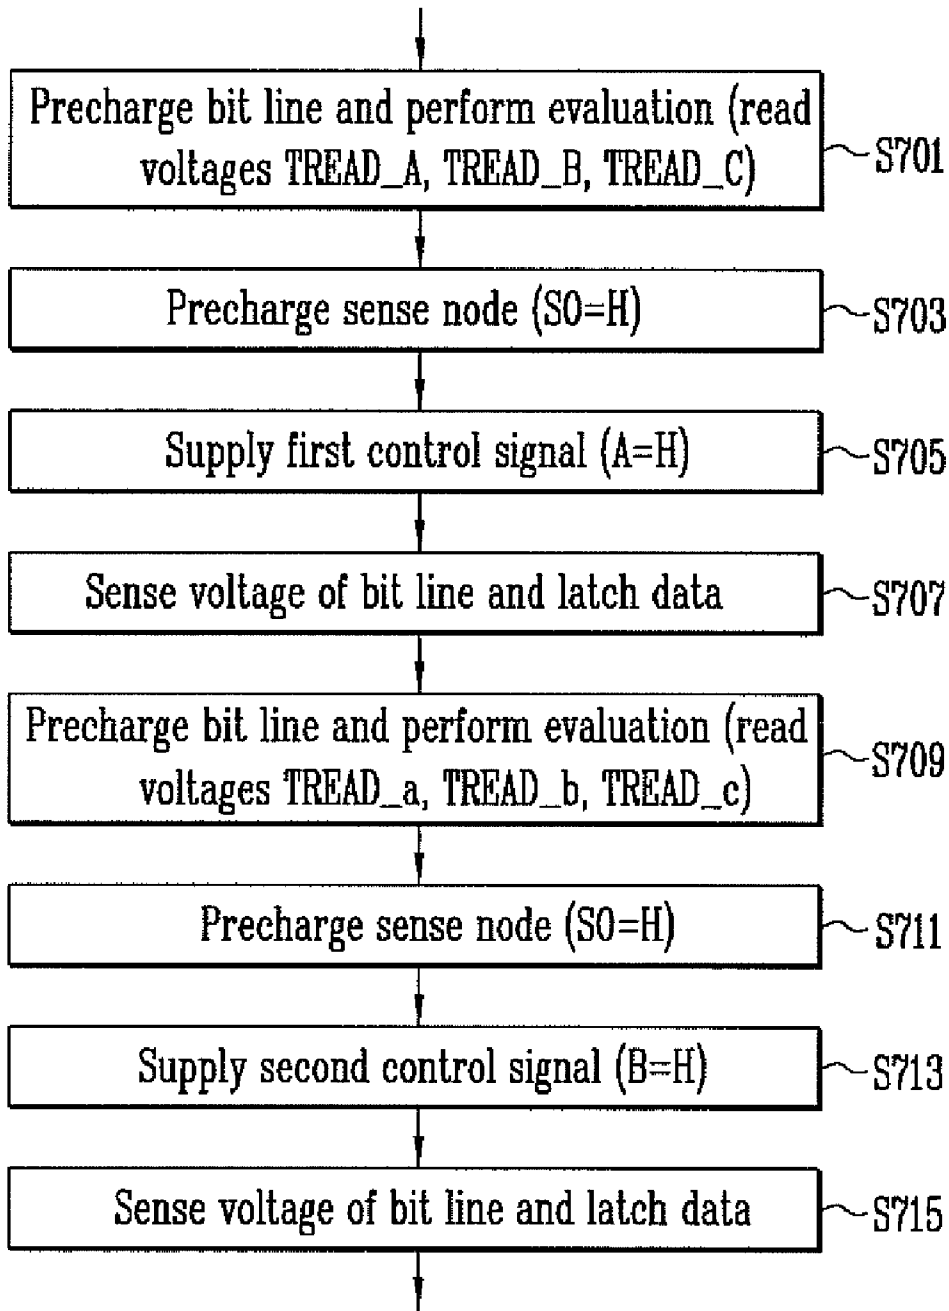 Precharge bit line and perform evaluation (read
voltages TREAD_A, TREAD_B, TREAD_C)
S701
Precharge sense node (SO=H)
S703
Supply first control signal (A=H)
S705
Sense voltage of bit line and latch data
S707
Precharge bit line and perform evaluation (read
voltages TREAD_a, TREAD_b, TREAD_c)
S709
Precharge sense node (SO=H)
S711
Supply second control signal (B=H)
S713
Sense voltage of bit line and latch data
S715